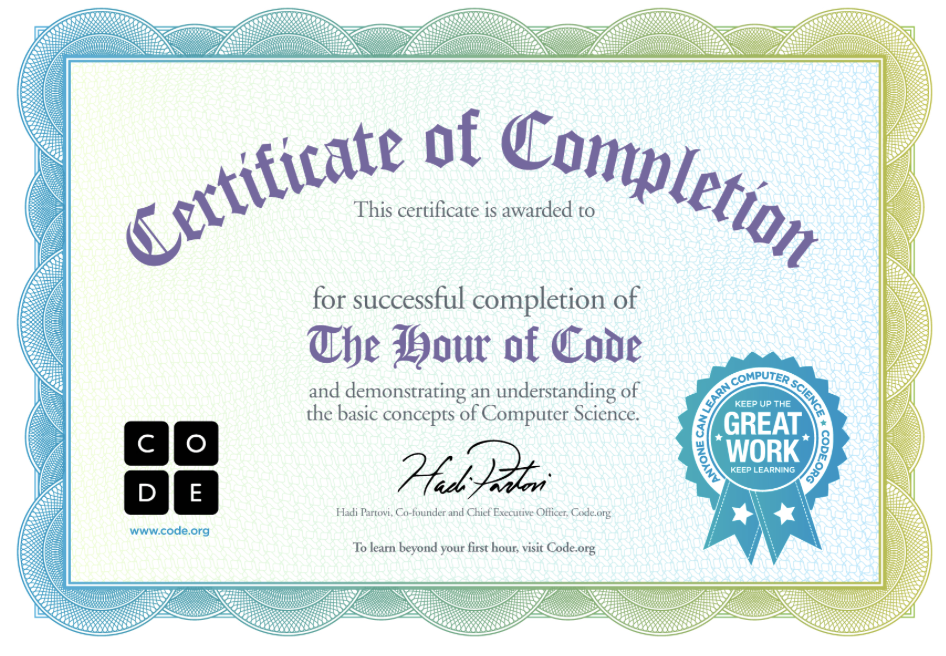 Certificate of Completion
This certificate is awarded to
for successful completion of
The Hour of Code
and demonstrating an understanding of
the basic concepts of Computer Science.
Hadi Partovi
Hadi Partovi, Co-founder and Chief Executive Officer, Code.org
To learn beyond your first hour, visit Code.org
C O
D E
www.code.org
ANYONE CAN LEARN COMPUTER SCIENCE ★ CODE.ORG
KEEP UP THE
GREAT
WORK
KEEP LEARNING